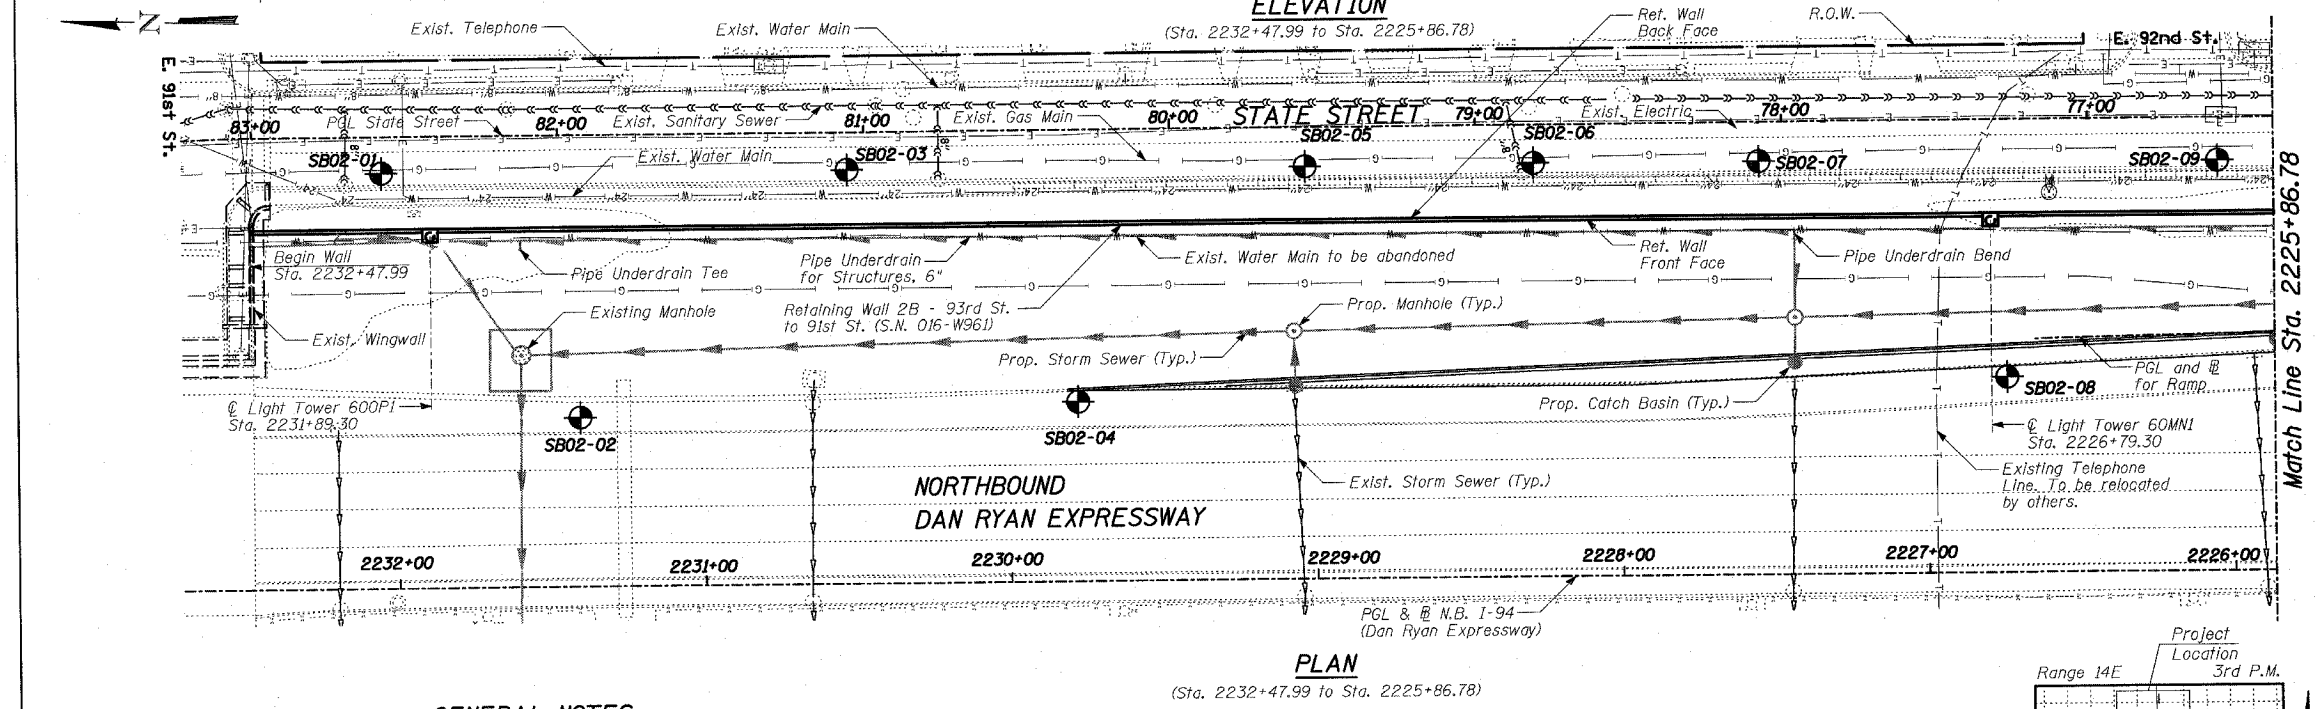 ELEVATION
(Sta. 2232+47.99 to Sta. 2225+86.78)
N
Exist. Telephone
Exist. Water Main
Ret. Wall
Back Face
R.O.W.
E. 92nd St.
E. 91st St.
83+00
PGL State Street
82+00
Exist. Sanitary Sewer
81+00
Exist. Gas Main
80+00
STATE STREET
79+00
Exist. Electric
78+00
77+00
SB02-01
Exist. Water Main
SB02-03
SB02-05
SB02-06
SB02-07
SB02-09
Begin Wall
Sta. 2232+47.99
Pipe Underdrain Tee
Pipe Underdrain
for Structures, 6"
Exist. Water Main to be abandoned
Ret. Wall
Front Face
Pipe Underdrain Bend
Existing Manhole
Retaining Wall 2B - 93rd St.
to 91st St. (S.N. 016-W961)
Prop. Manhole (Typ.)
Exist. Wingwall
Prop. Storm Sewer (Typ.)
PGL and ⅊
for Ramp
℄ Light Tower 600P1
Sta. 2231+89.30
SB02-02
SB02-04
Prop. Catch Basin (Typ.)
SB02-08
℄ Light Tower 60MN1
Sta. 2226+79.30
NORTHBOUND
DAN RYAN EXPRESSWAY
Exist. Storm Sewer (Typ.)
Existing Telephone
Line. To be relocated
by others.
Match Line Sta. 2225+86.78
2232+00
2231+00
2230+00
2229+00
2228+00
2227+00
2226+00
PGL & ⅊ N.B. I-94
(Dan Ryan Expressway)
PLAN
(Sta. 2232+47.99 to Sta. 2225+86.78)
Project
Location
Range 14E
3rd P.M.
GENERAL NOTES